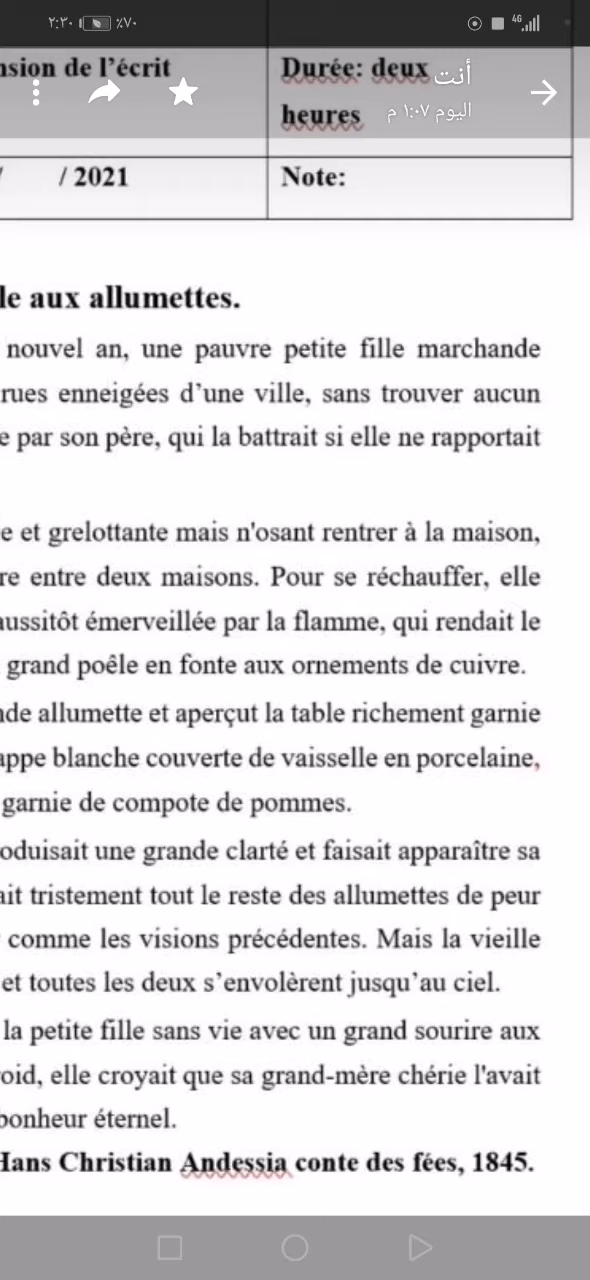 ٢:٣٠ ٪٧٠ 4G
nsion de l'écrit
Durée: deux
heures
أنت
اليوم ١:٠٧ م
/ 2021
Note:
le aux allumettes.
nouvel an, une pauvre petite fille marchande
rues enneigées d'une ville, sans trouver aucun
e par son père, qui la battrait si elle ne rapportait
e et grelottante mais n'osant rentrer à la maison,
re entre deux maisons. Pour se réchauffer, elle
aussitôt émerveillée par la flamme, qui rendait le
grand poêle en fonte aux ornements de cuivre.
nde allumette et aperçut la table richement garnie
appe blanche couverte de vaisselle en porcelaine,
garnie de compote de pommes.
oduisait une grande clarté et faisait apparaître sa
ait tristement tout le reste des allumettes de peur
comme les visions précédentes. Mais la vieille
et toutes les deux s'envolèrent jusqu'au ciel.
la petite fille sans vie avec un grand sourire aux
oid, elle croyait que sa grand-mère chérie l'avait
bonheur éternel.
Hans Christian Andessia conte des fées, 1845.